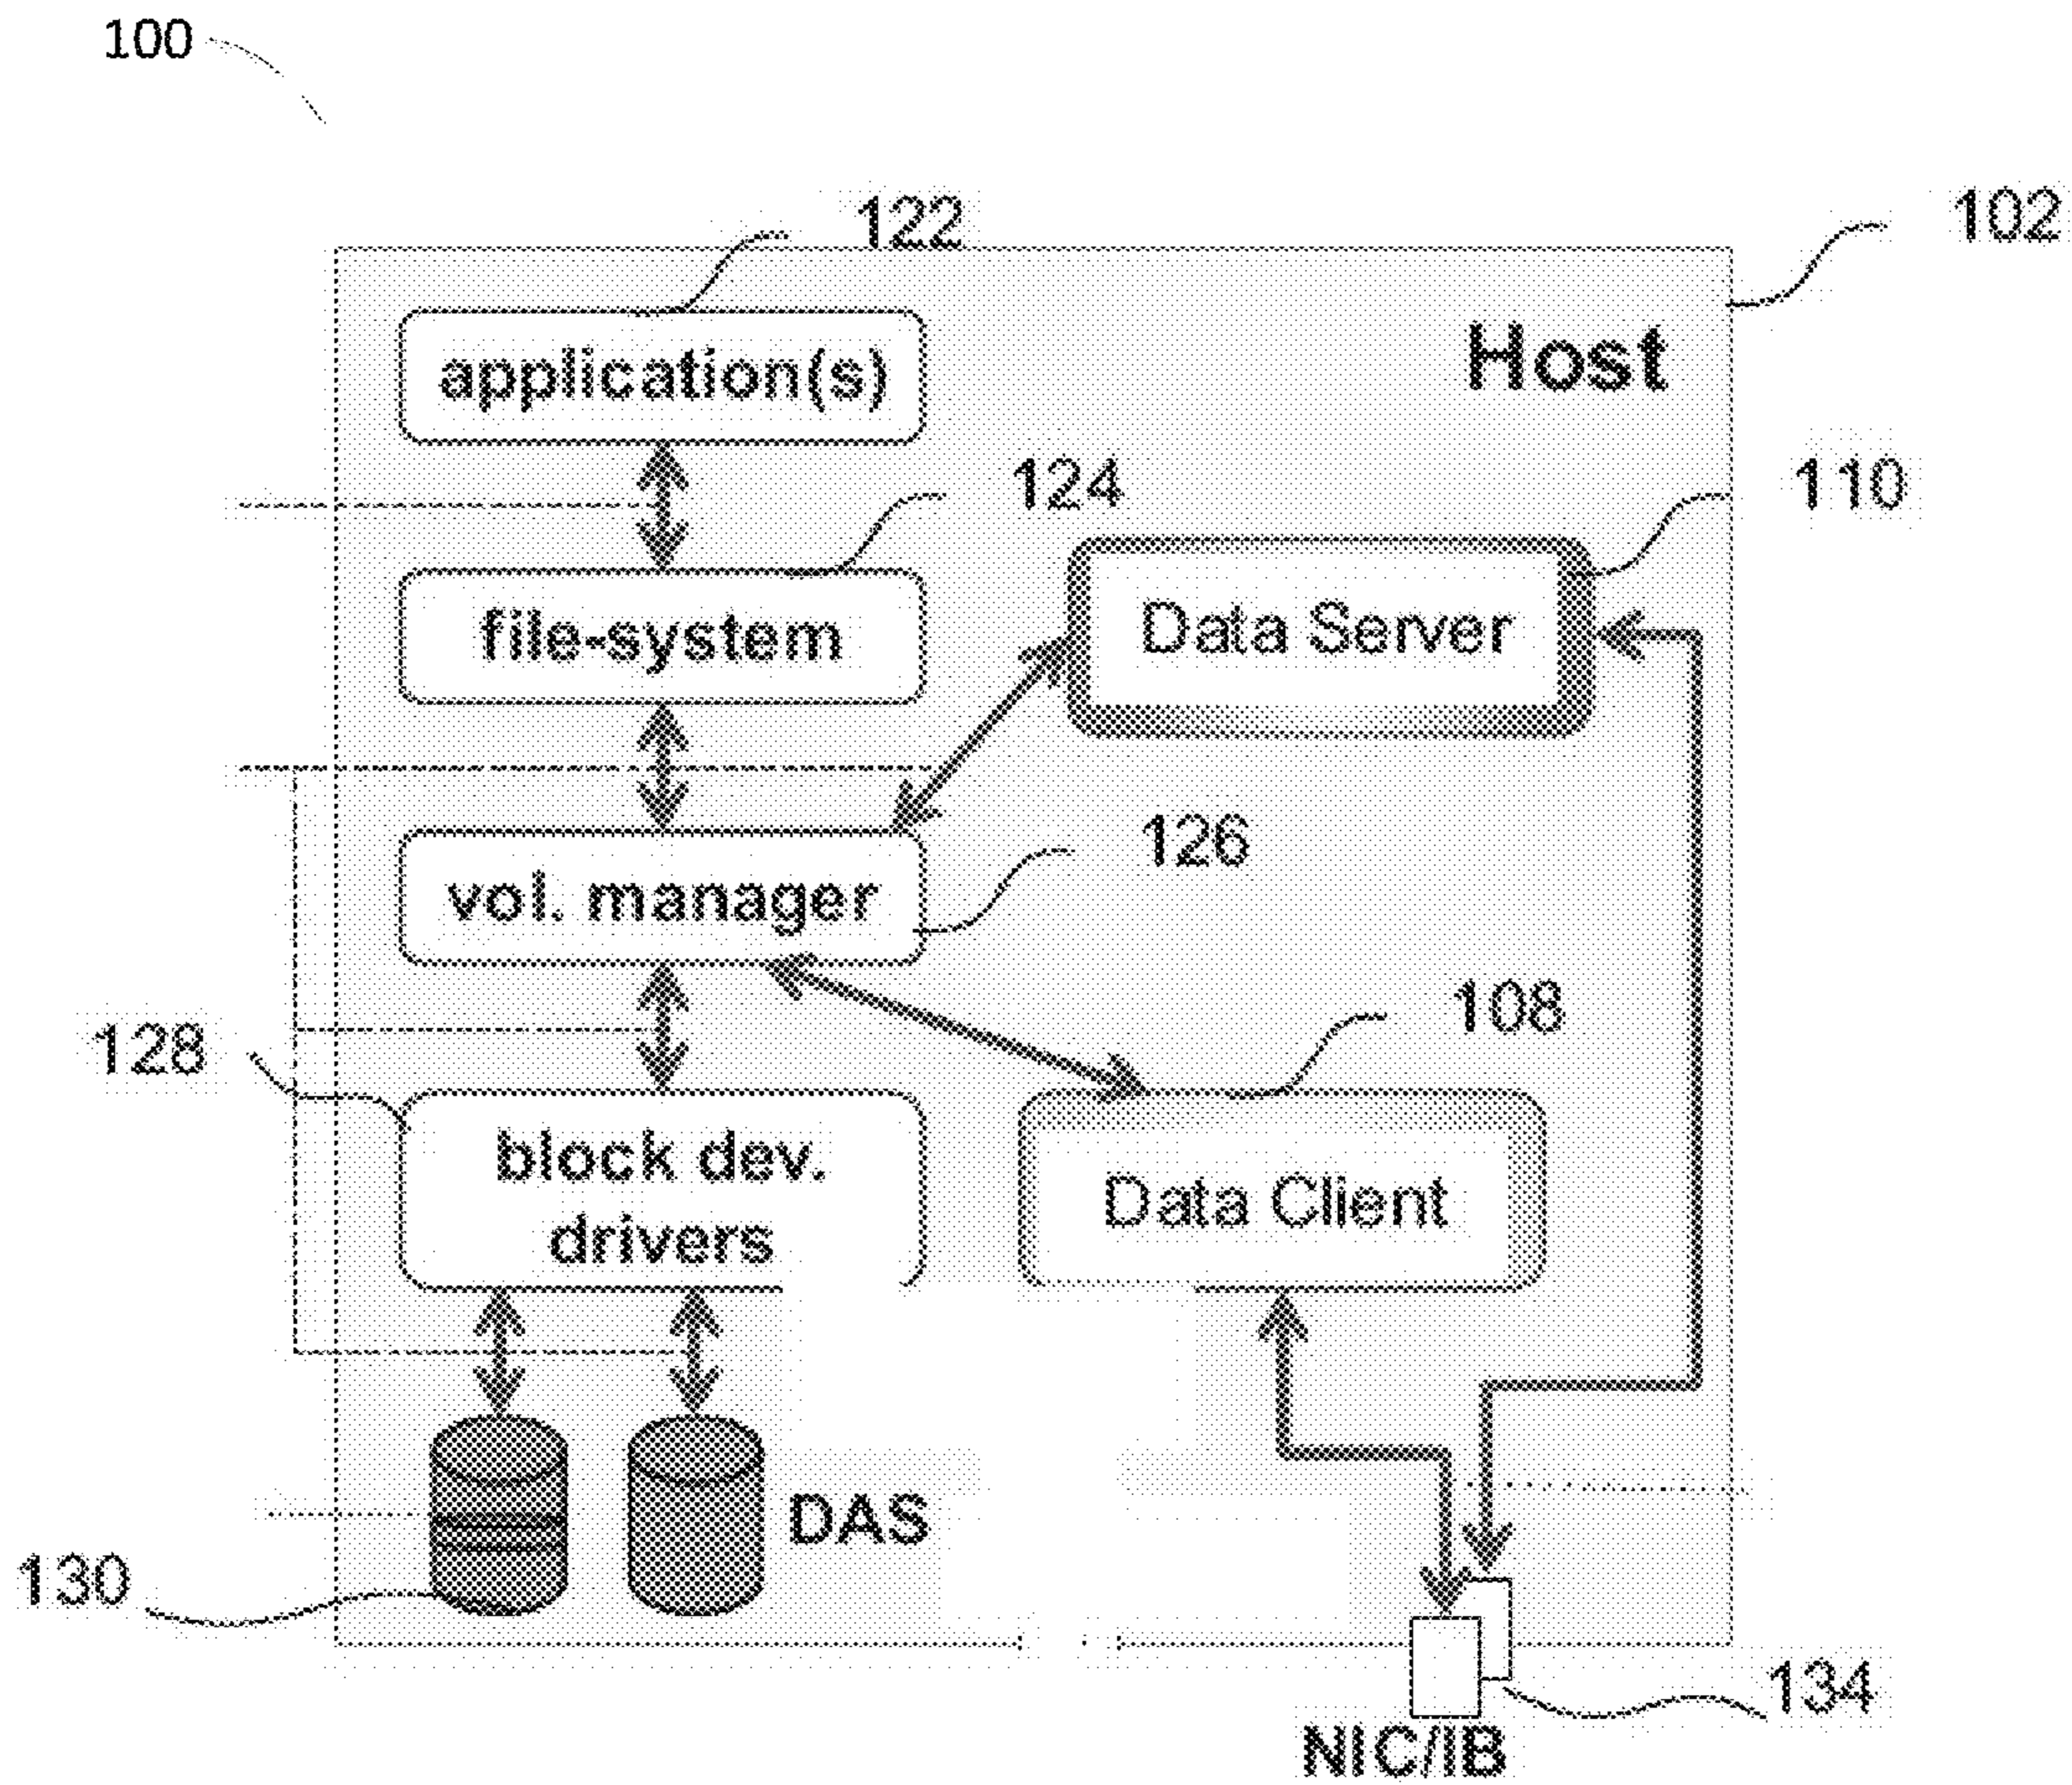 100
122
102
application(s)
Host
124
110
file-system
Data Server
126
vol. manager
108
128
block dev.
drivers
Data Client
DAS
130
134
NIC/IB